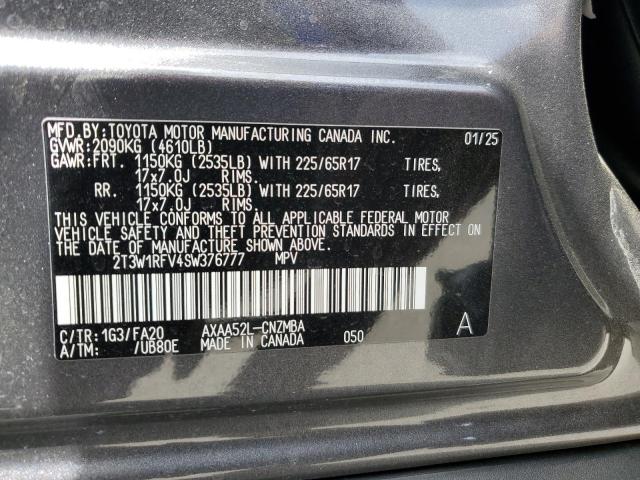 MFD.BY:TOYOTA MOTOR MANUFACTURING CANADA INC. 01/25
GVWR:2090KG (4610LB)
GAWR:FRT. 1150KG (2535LB) WITH 225/65R17 TIRES,
17x7.0J RIMS.
RR. 1150KG (2535LB) WITH 225/65R17 TIRES,
17x7.0J RIMS.
THIS VEHICLE CONFORMS TO ALL APPLICABLE FEDERAL MOTOR
VEHICLE SAFETY AND THEFT PREVENTION STANDARDS IN EFFECT ON
THE DATE OF MANUFACTURE SHOWN ABOVE.
2T3W1RFV4SW376777 MPV
C/TR:1G3/FA20 AXAA52L-CNZMBA
A/TM: /UB80E MADE IN CANADA 050 A